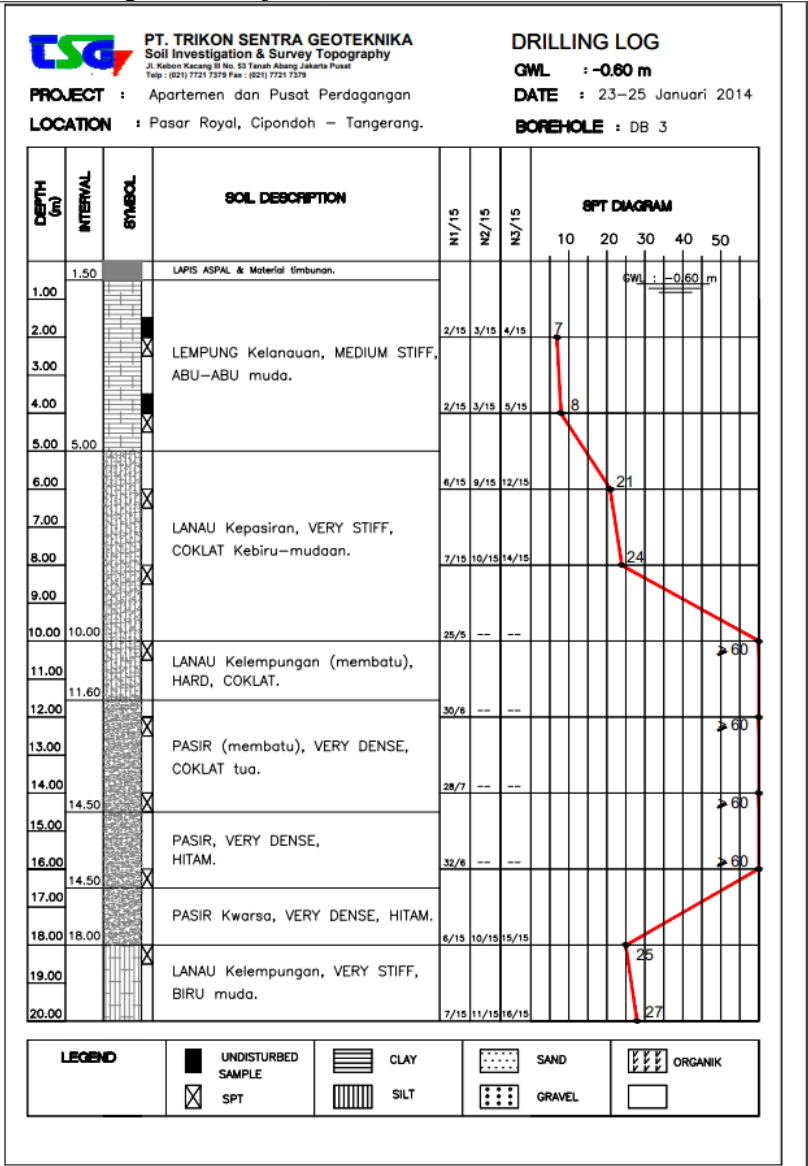 TSG
PT. TRIKON SENTRA GEOTEKNIKA
Soil Investigation & Survey Topography
Jl. Kebon Kacang III No. 53 Tanah Abang Jakarta Pusat
Telp : (021) 7721 7379 Fax : (021) 7721 7379
DRILLING LOG
GWL : -0.60 m
PROJECT : Apartemen dan Pusat Perdagangan
DATE : 23-25 Januari 2014
LOCATION : Pasar Royal, Cipondoh - Tangerang.
BOREHOLE : DB 3
DEPTH (m) INTERVAL SYMBOL SOIL DESCRIPTION N1/15 N2/15 N3/15 SPT DIAGRAM
10 20 30 40 50
1.50 LAPIS ASPAL & Material timbunan. GWL : -0.60 m
1.00
2.00 2/15 3/15 4/15 7
LEMPUNG Kelanauan, MEDIUM STIFF,
3.00
ABU-ABU muda.
4.00 2/15 3/15 5/15 8
5.00 5.00
6.00 6/15 9/15 12/15 21
7.00
LANAU Kepasiran, VERY STIFF,
COKLAT Kebiru-mudaan.
8.00 7/15 10/15 14/15 24
9.00
10.00 10.00 25/5 -- --
≥ 60
LANAU Kelempungan (membatu),
11.00
HARD, COKLAT.
11.60
12.00 30/6 -- --
≥ 60
13.00
PASIR (membatu), VERY DENSE,
COKLAT tua.
14.00 28/7 -- --
14.50 ≥ 60
15.00
PASIR, VERY DENSE,
HITAM.
16.00 32/6 -- -- ≥ 60
14.50
17.00
PASIR Kwarsa, VERY DENSE, HITAM.
18.00 18.00 6/15 10/15 15/15
25
19.00
LANAU Kelempungan, VERY STIFF,
BIRU muda.
20.00 7/15 11/15 16/15 27
LEGEND
UNDISTURBED SAMPLE CLAY SAND ORGANIK
SPT SILT GRAVEL